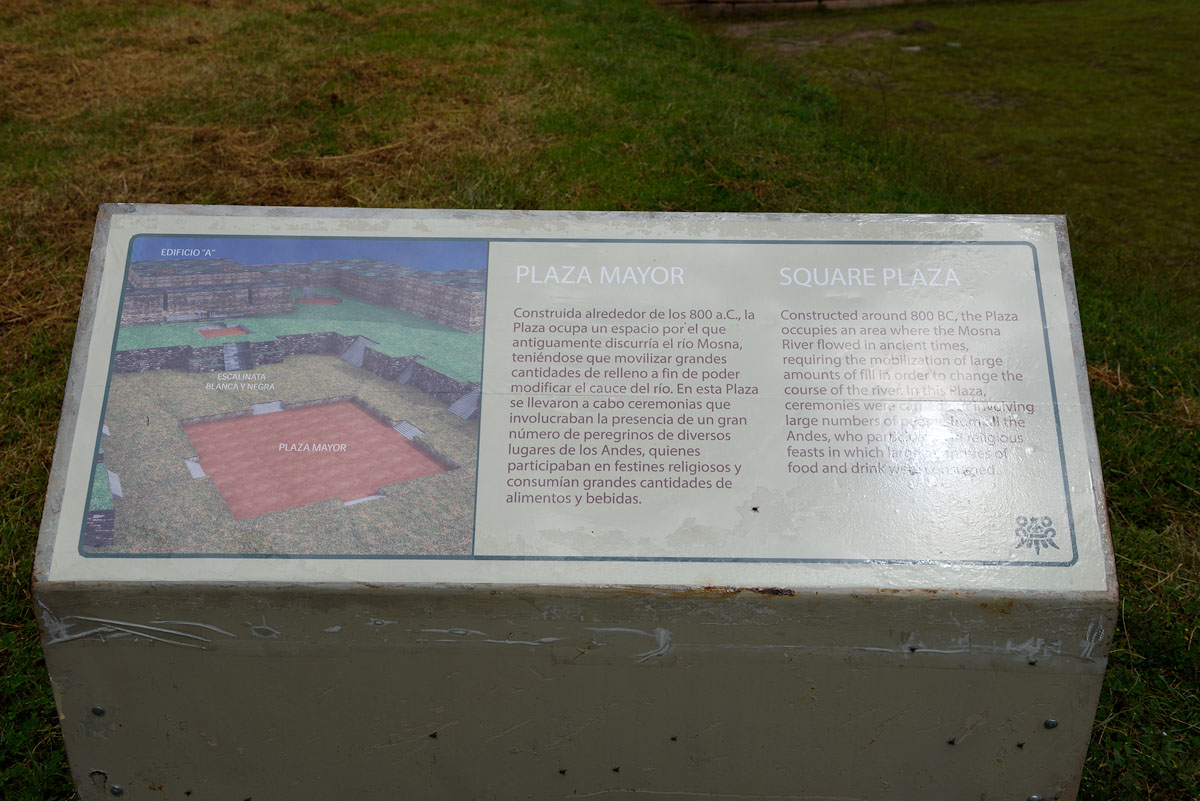 EDIFICIO "A"
ESCALINATA
BLANCA Y NEGRA
PLAZA MAYOR
PLAZA MAYOR
Construida alrededor de los 800 a.C., la
Plaza ocupa un espacio por el que
antiguamente discurría el río Mosna,
teniéndose que movilizar grandes
cantidades de relleno a fin de poder
modificar el cauce del río. En esta Plaza
se llevaron a cabo ceremonias que
involucraban la presencia de un gran
número de peregrinos de diversos
lugares de los Andes, quienes
participaban en festines religiosos y
consumían grandes cantidades de
alimentos y bebidas.
SQUARE PLAZA
Constructed around 800 BC, the Plaza
occupies an area where the Mosna
River flowed in ancient times,
requiring the mobilization of large
amounts of fill in order to change the
course of the river. In this Plaza,
ceremonies were involving
large numbers of the
Andes, who religious
feasts in which of
food and drink were consumed.